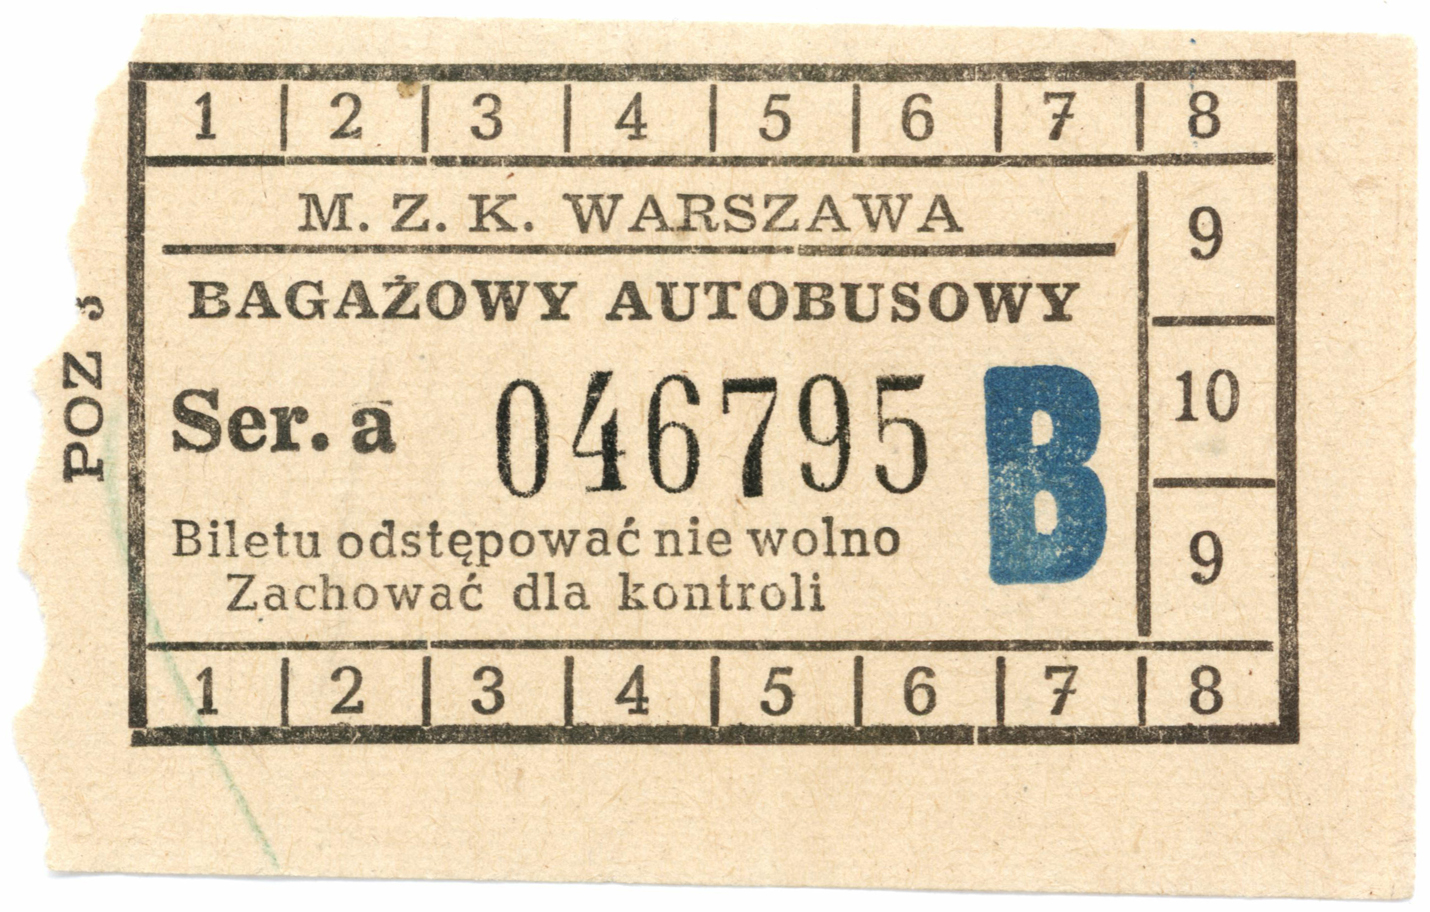 1 2 3 4 5 6 7 8
M. Z. K. WARSZAWA
9
BAGAŻOWY AUTOBUSOWY
Ser. a 046795 B
10
Biletu odstępować nie wolno
Zachować dla kontroli
9
1 2 3 4 5 6 7 8
POZ